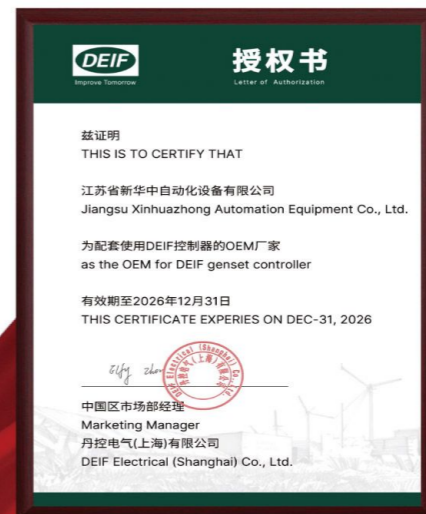 DEIF
Improve Tomorrow
授权书
Letter of Authorization
兹证明
THIS IS TO CERTIFY THAT
江苏省新华中自动化设备有限公司
Jiangsu Xinhuazhong Automation Equipment Co., Ltd.
为配套使用DEIF控制器的OEM厂家
as the OEM for DEIF genset controller
有效期至2026年12月31日
THIS CERTIFICATE EXPERIES ON DEC-31, 2026
DEIF Electrical (Shanghai) Co., Ltd.
中国区市场部经理
Marketing Manager
丹控电气(上海)有限公司
DEIF Electrical (Shanghai) Co., Ltd.